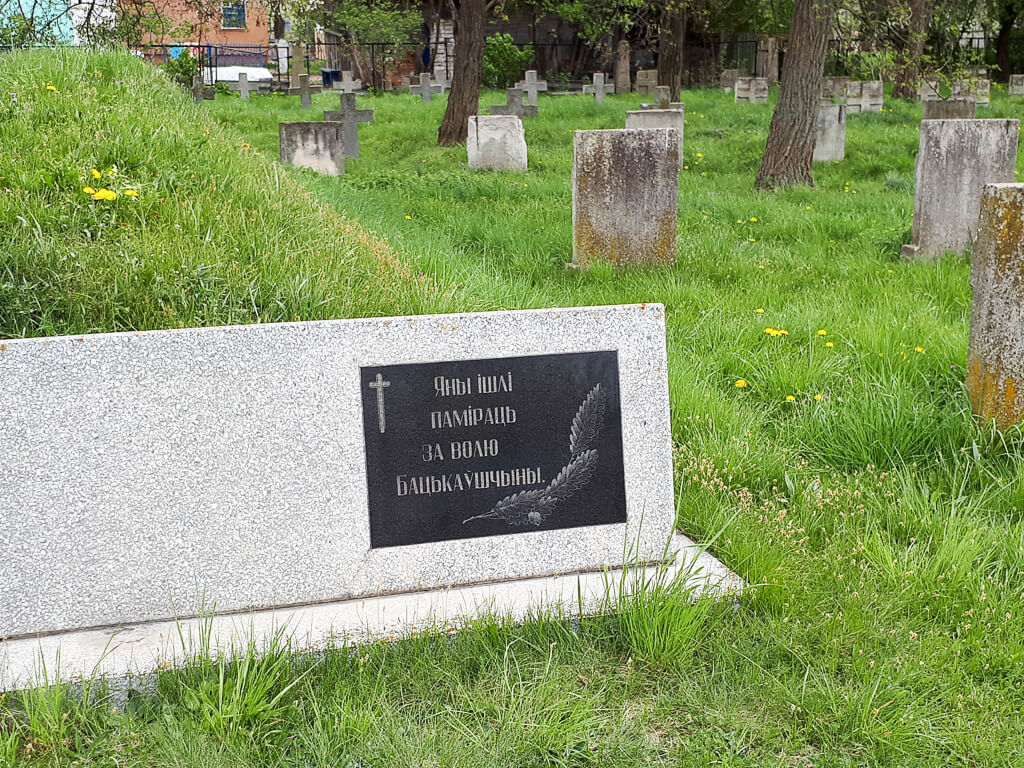 Яны ішлі
паміраць
за волю
Бацькаўшчыны.